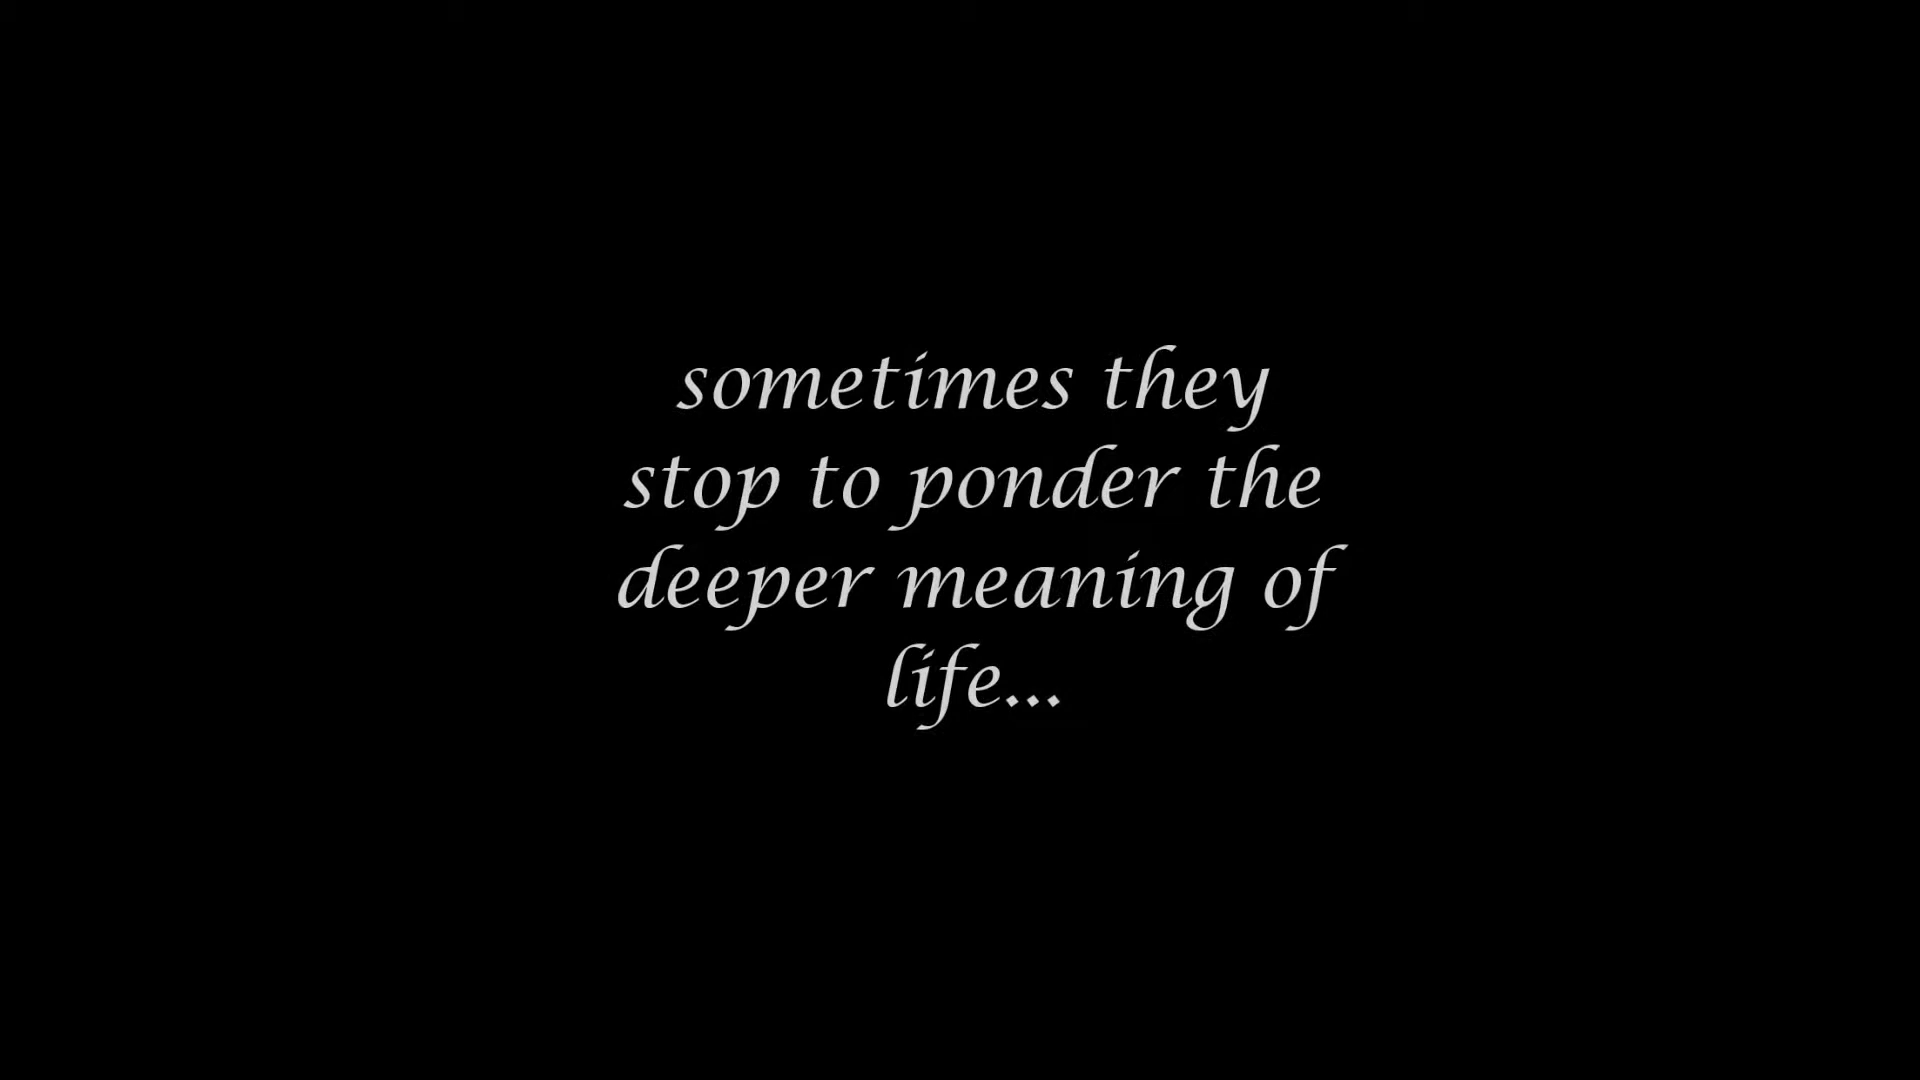 sometimes they
stop to ponder the
deeper meaning of
life...